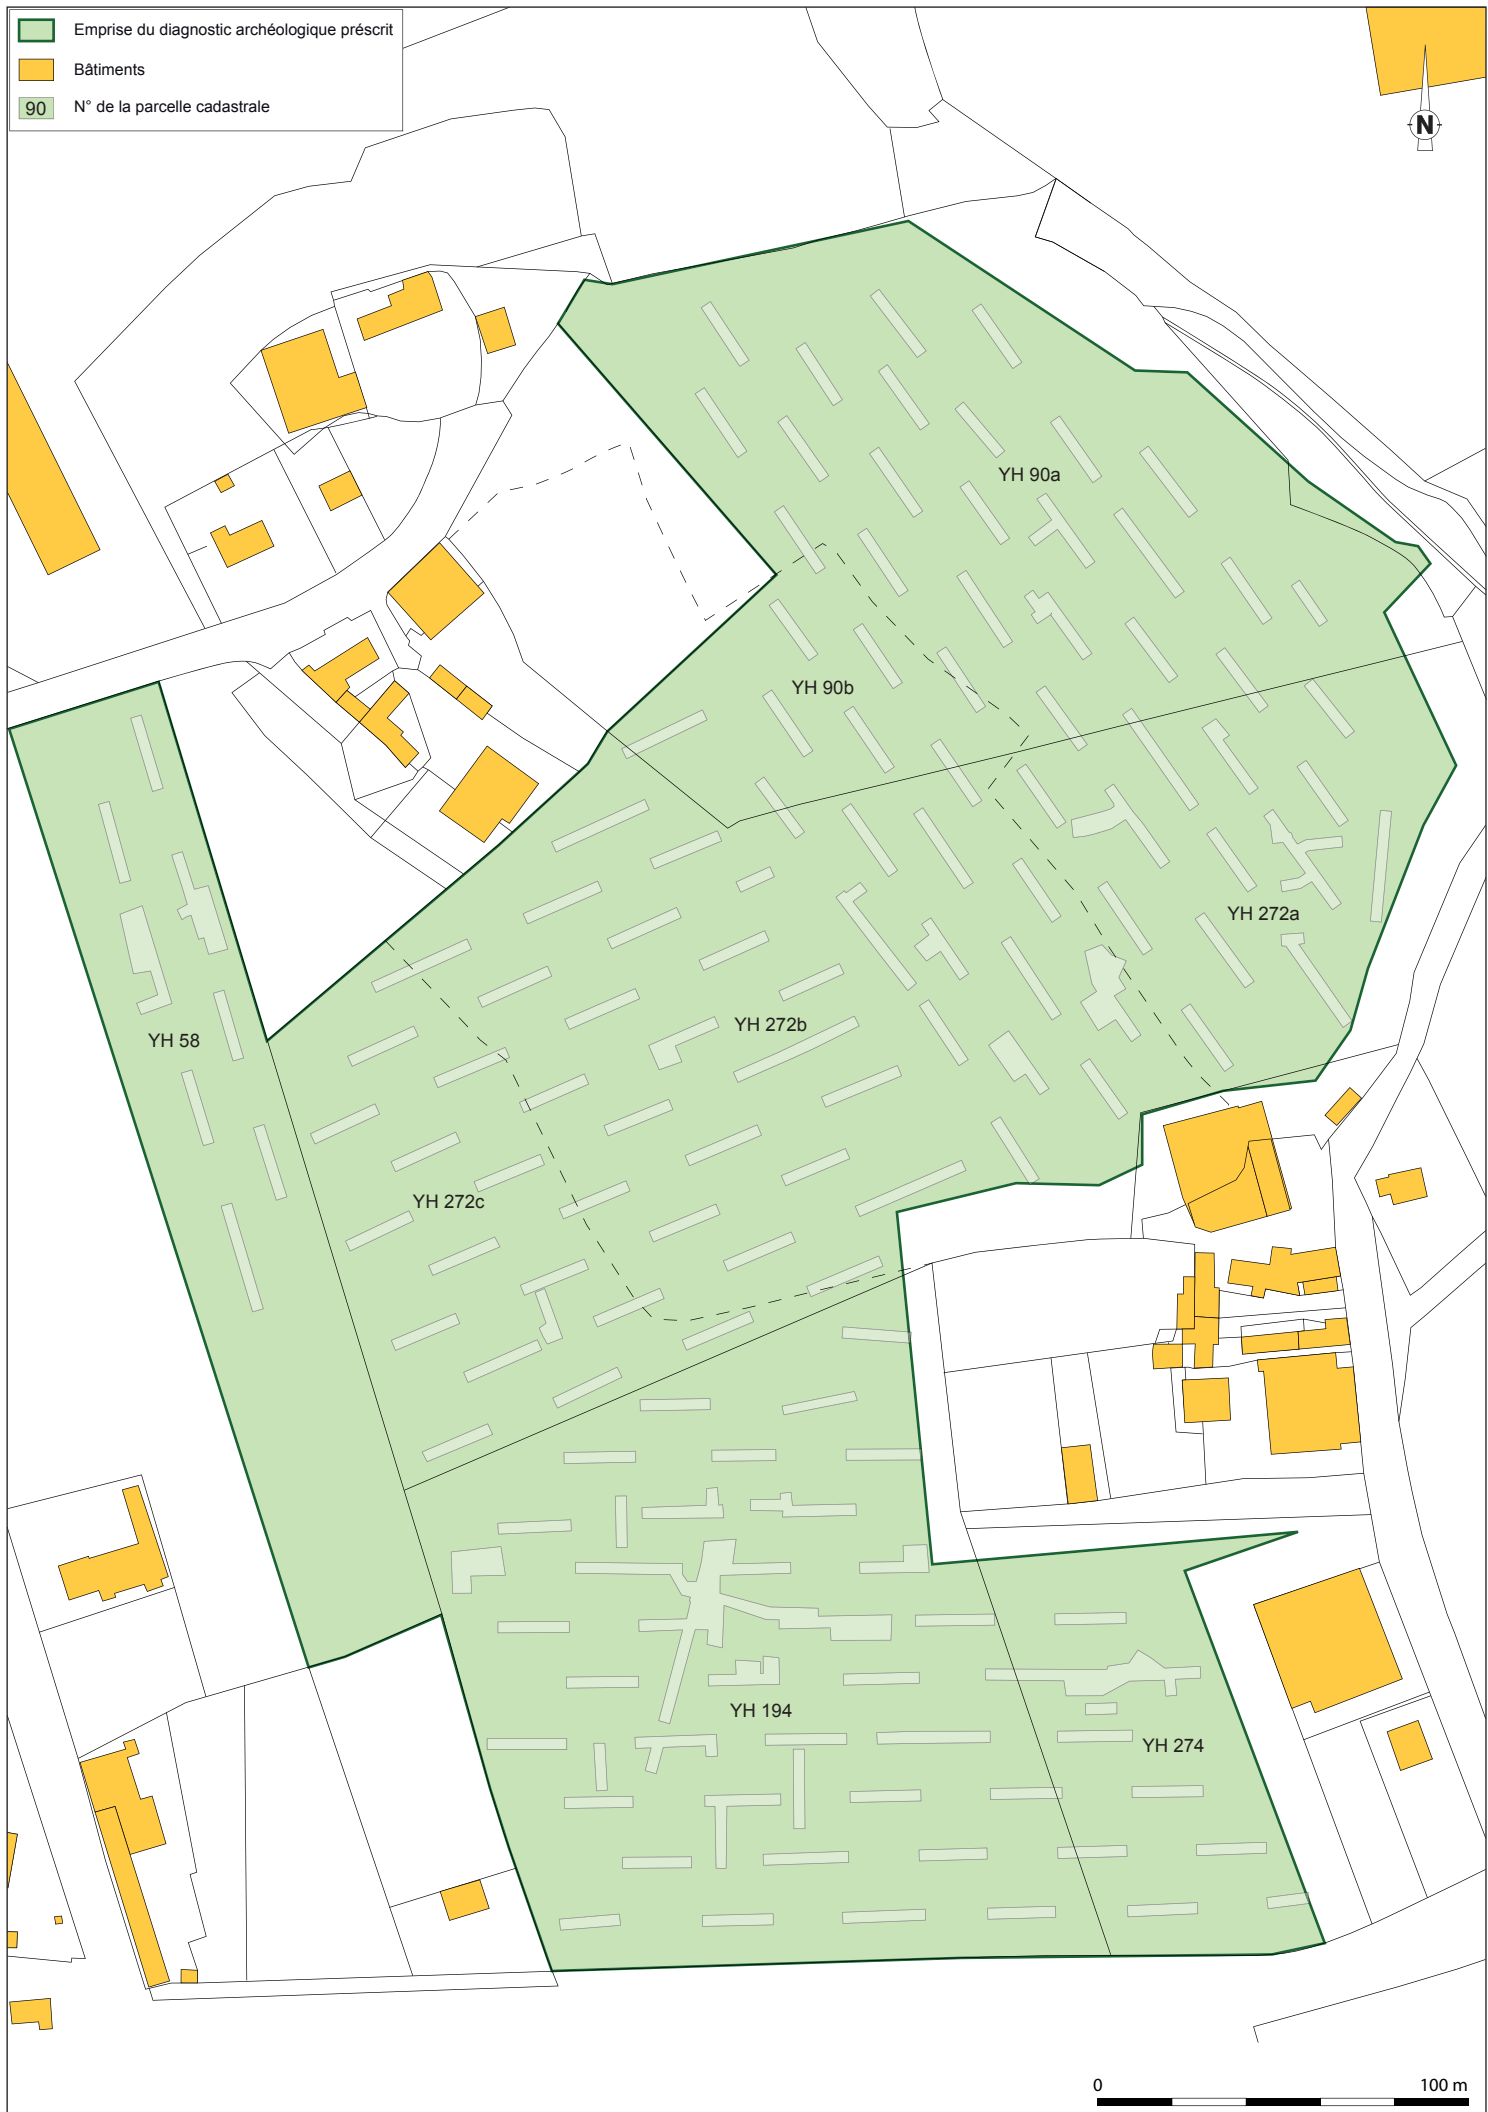 Emprise du diagnostic archéologique préscrit
Bâtiments
90 N° de la parcelle cadastrale
N
YH 90a
YH 90b
YH 272a
YH 272b
YH 58
YH 272c
YH 194
YH 274
0 100 m